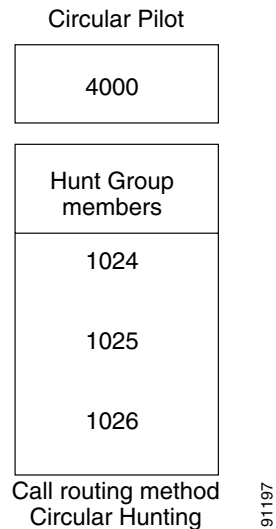 Circular Pilot
4000
Hunt Group
members
1024
1025
1026
Call routing method
Circular Hunting
91197